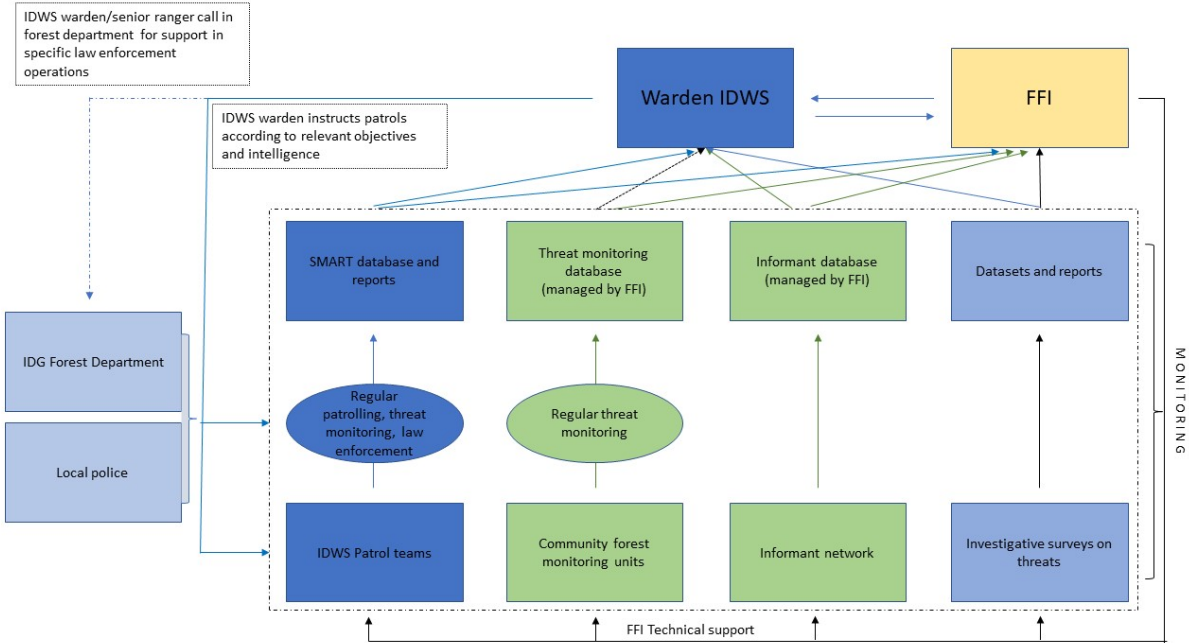 IDWS warden/senior ranger call in
forest department for support in
specific law enforcement
operations
Warden IDWS
FFI
IDWS warden instructs patrols
according to relevant objectives
and intelligence
SMART database and
reports
Threat monitoring
database
(managed by FFI)
Informant database
(managed by FFI)
Datasets and reports
IDG Forest Department
Local police
Regular
patrolling, threat
monitoring, law
enforcement
Regular threat
monitoring
MONITORING
IDWS Patrol teams
Community forest
monitoring units
Informant network
Investigative surveys on
threats
FFI Technical support